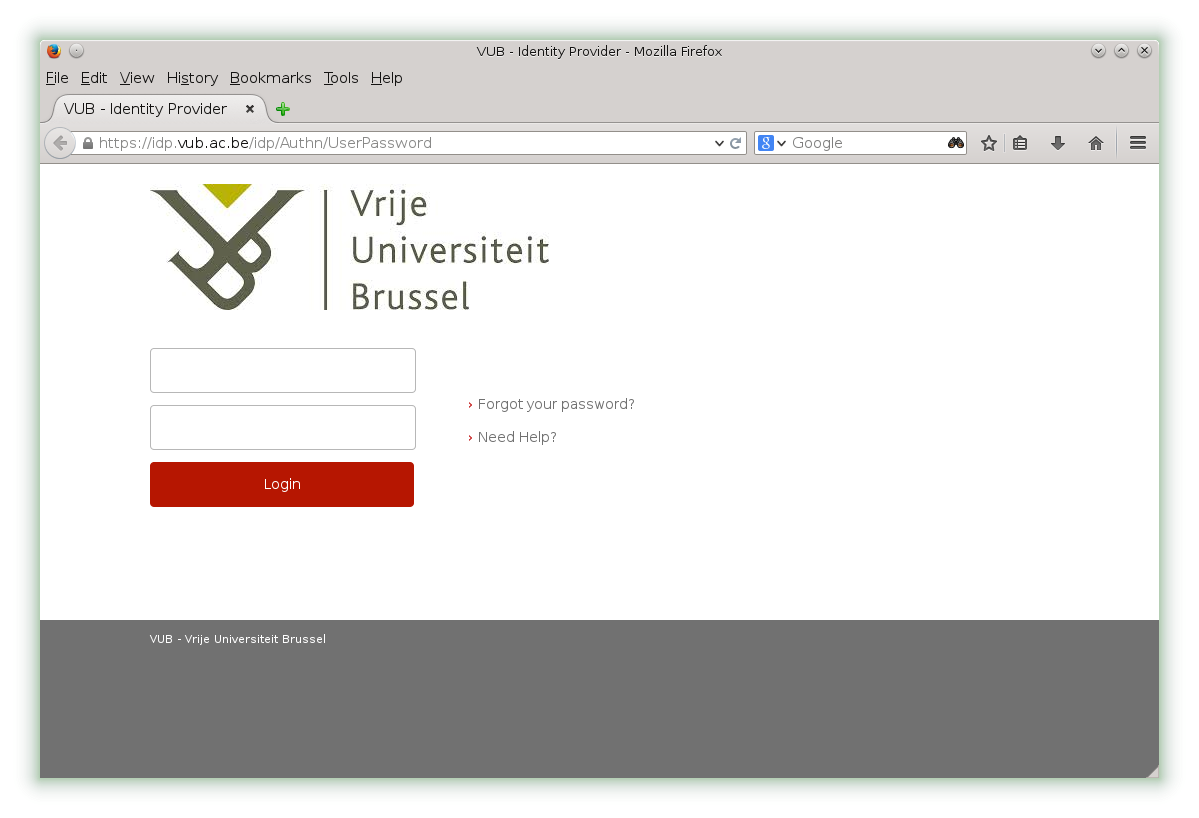 VUB - Identity Provider - Mozilla Firefox
File Edit View History Bookmarks Tools Help
VUB - Identity Provider
https://idp.vub.ac.be/idp/Authn/UserPassword
8 Google
Vrije
Universiteit
Brussel
Forgot your password?
Need Help?
Login
VUB - Vrije Universiteit Brussel